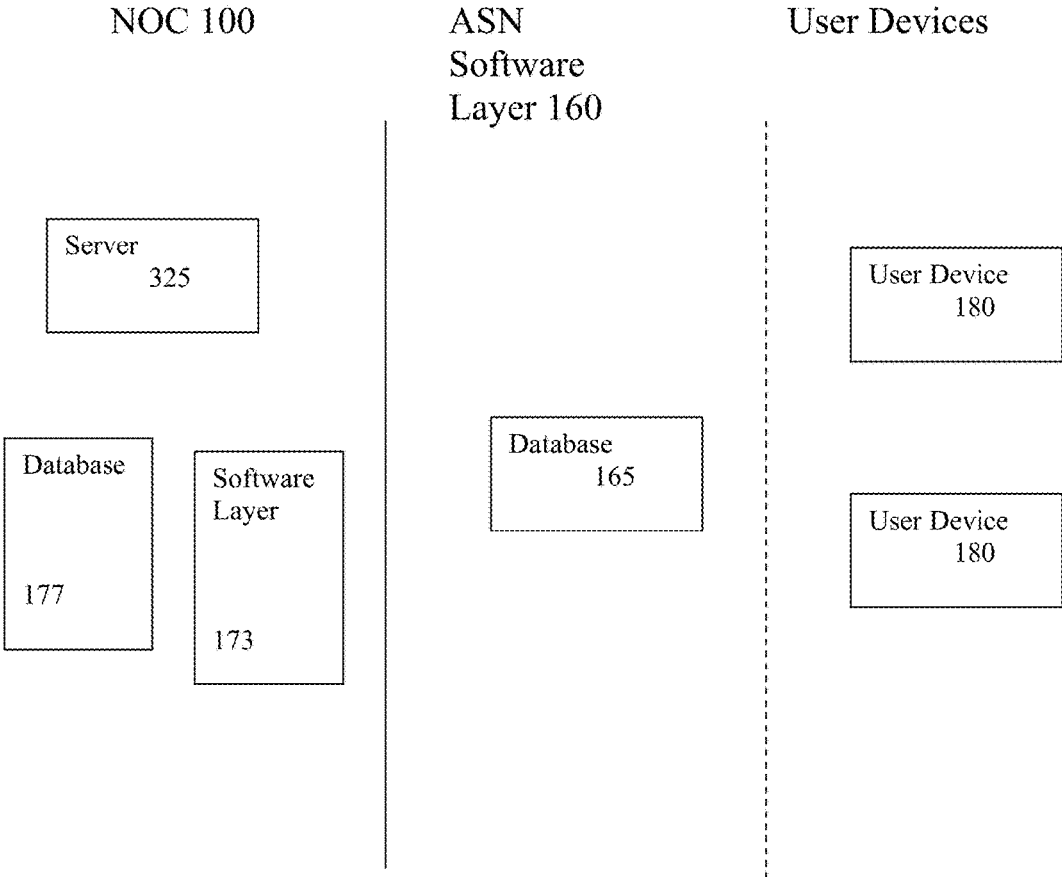 NOC 100
ASN
Software
Layer 160
User Devices
Server
325
Database
177
Software
Layer
173
Database
165
User Device
180
User Device
180